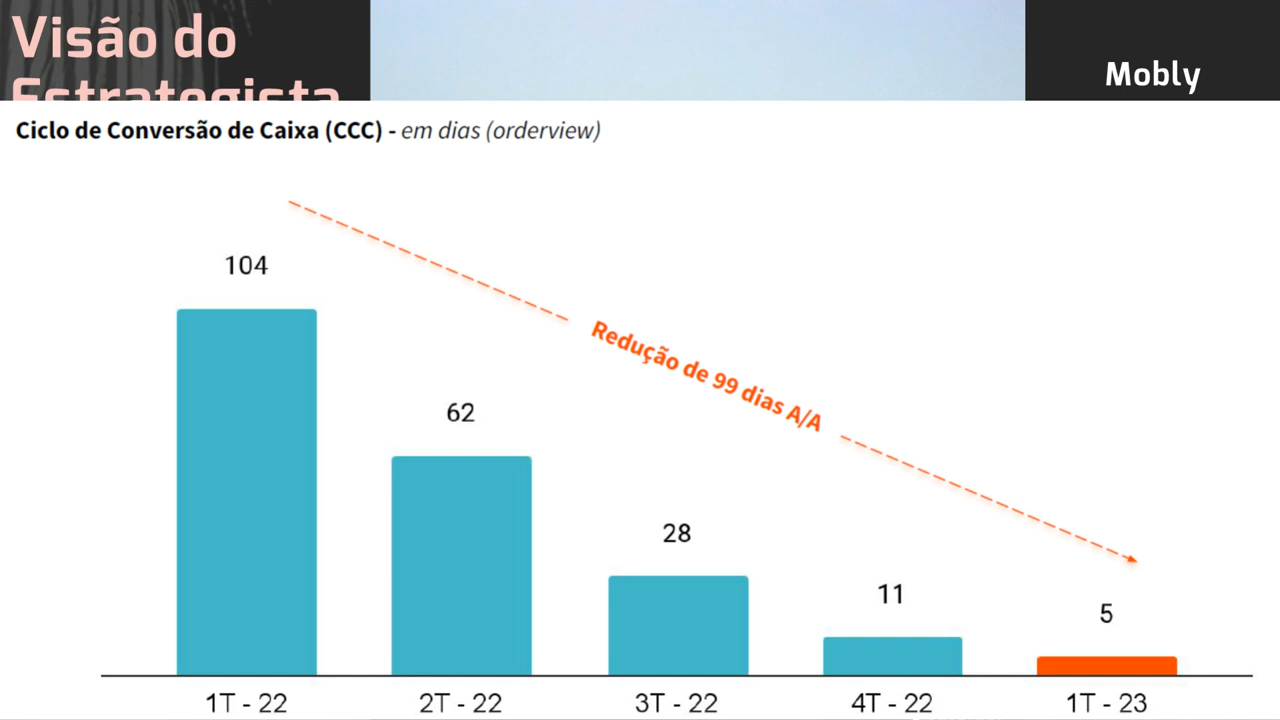 Visão do
Estrategista
Mobly
Ciclo de Conversão de Caixa (CCC) - em dias (orderview)
104
62
28
11
5
Redução de 99 dias A/A
1T - 22
2T - 22
3T - 22
4T - 22
1T - 23